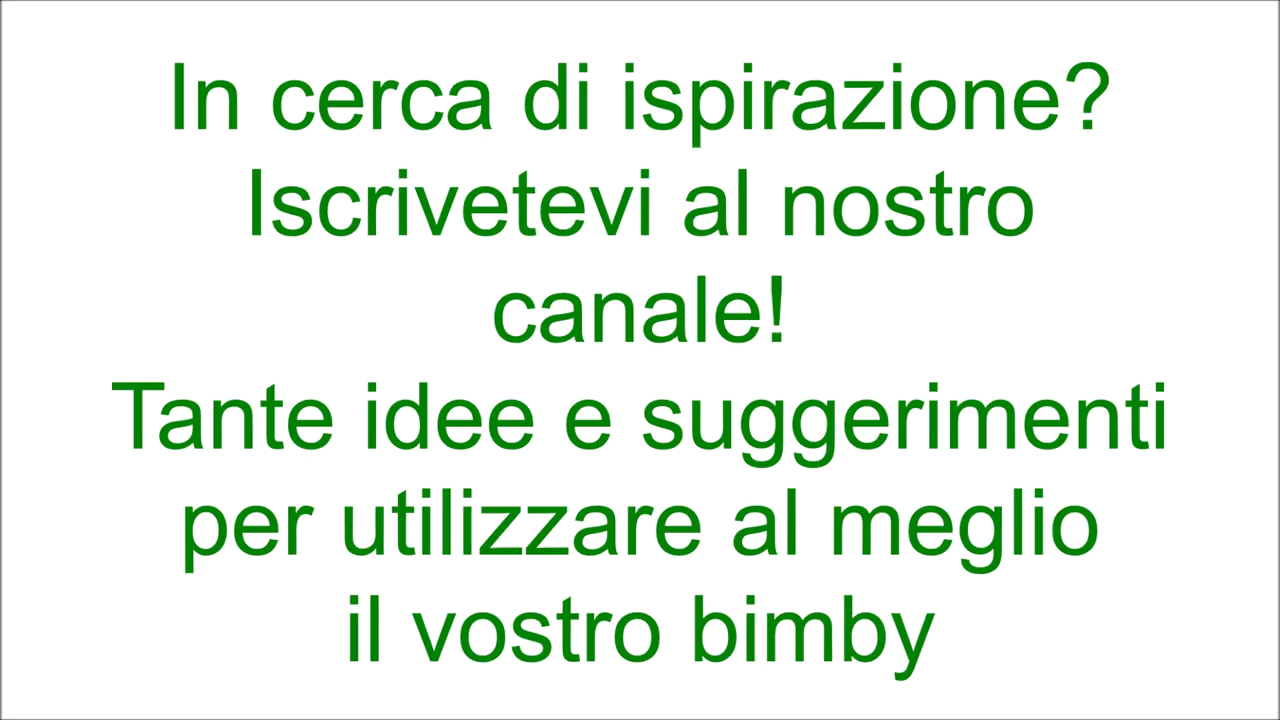 In cerca di ispirazione?
Iscrivetevi al nostro
canale!
Tante idee e suggerimenti
per utilizzare al meglio
il vostro bimby